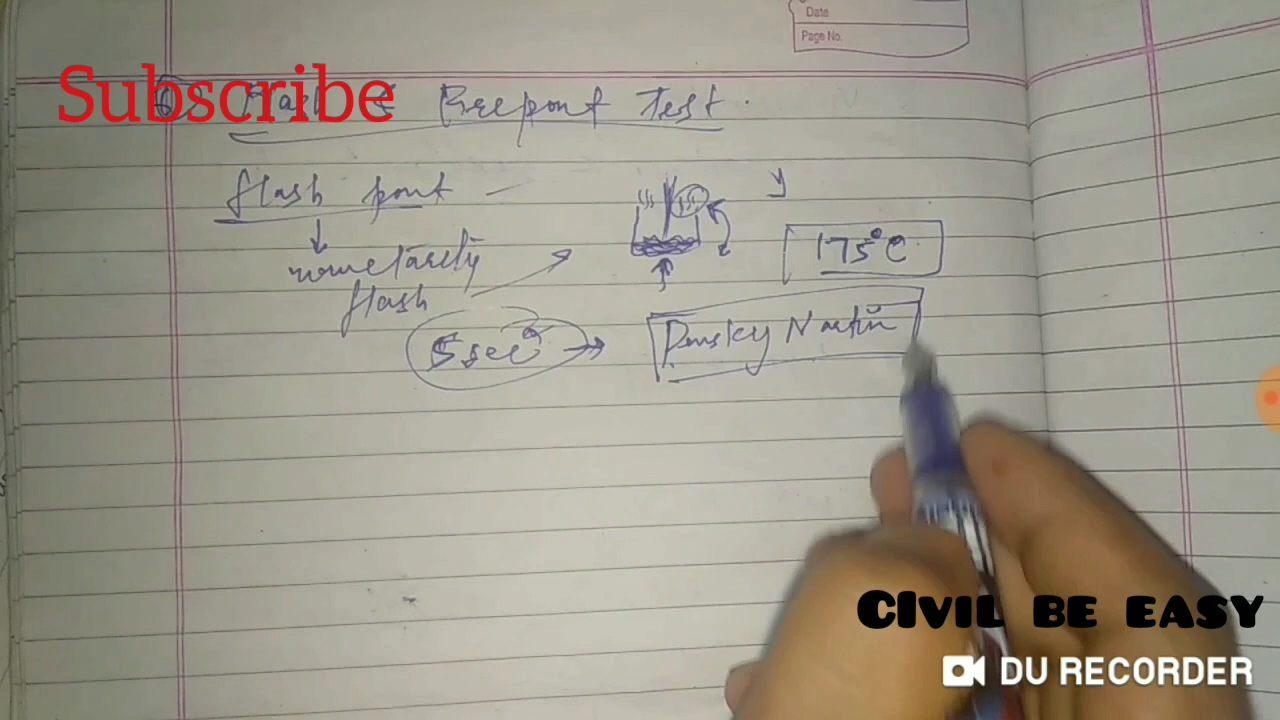 Date
Page No.
Subscribe
Firepoint Test.
flash point -
momentarily
flash
175°C
5 sec
Pensky Martin
CIVIL BE EASY
DU RECORDER